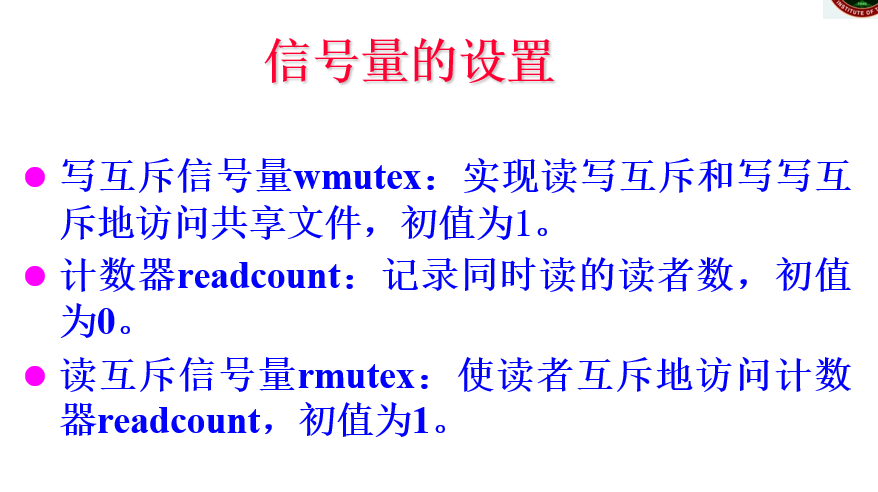 信号量的设置
写互斥信号量wmutex：实现读写互斥和写写互
斥地访问共享文件，初值为1。
计数器readcount：记录同时读的读者数，初值
为0。
读互斥信号量rmutex：使读者互斥地访问计数
器readcount，初值为1。